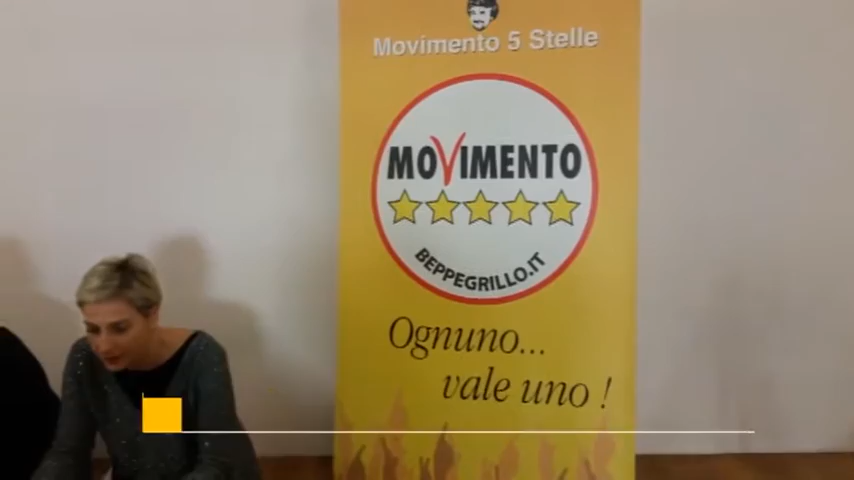 Movimento 5 Stelle
MOVIMENTO
BEPPEGRILLO.IT
Ognuno...
vale uno !